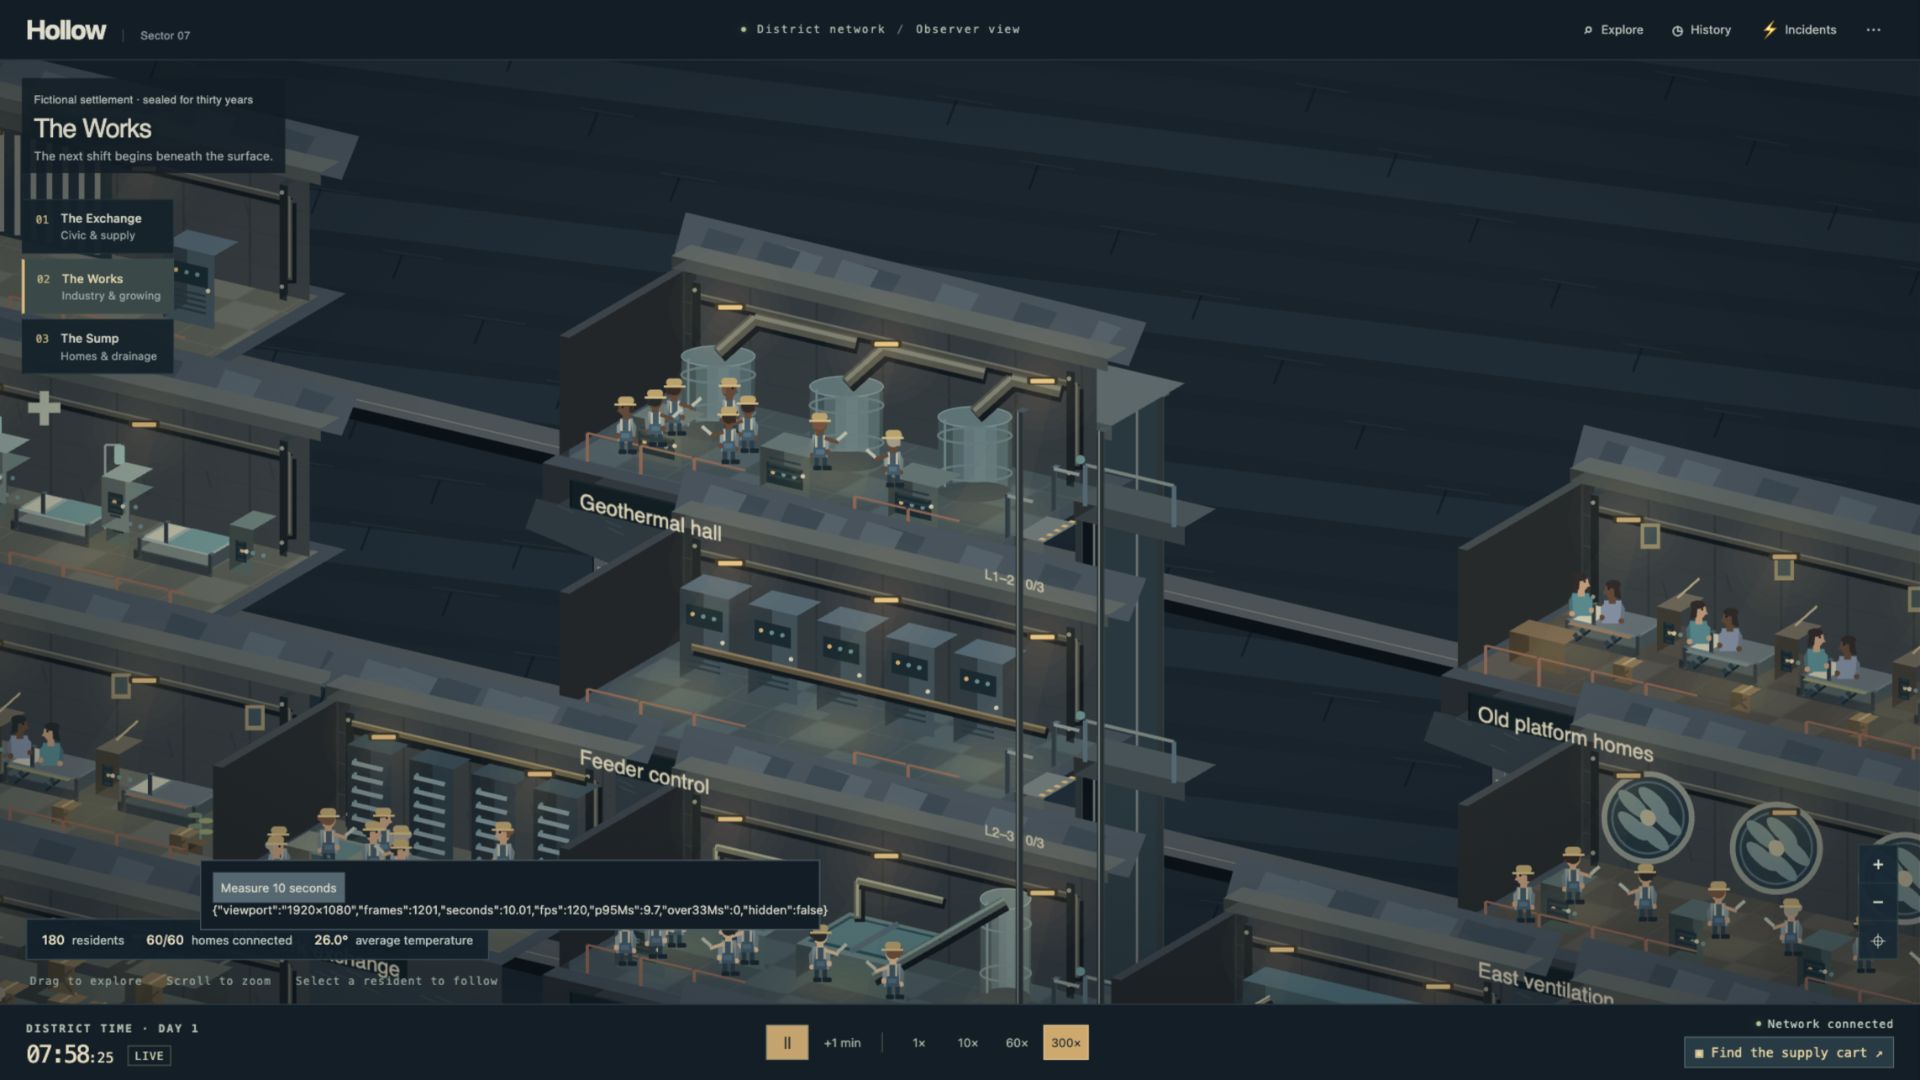 Hollow
Sector 07
District network / Observer view
Explore
History
Incidents
Fictional settlement · sealed for thirty years
The Works
The next shift begins beneath the surface.
01 The Exchange
Civic & supply
02 The Works
Industry & growing
03 The Sump
Homes & drainage
Geothermal hall
L1–2 0/3
Old platform homes
Feeder control
L2–3 0/3
Measure 10 seconds
{"viewport":"1920×1080","frames":1201,"seconds":10.01,"fps":120,"p95Ms":9.7,"over33Ms":0,"hidden":false}
180 residents 60/60 homes connected 26.0° average temperature
East ventilation
Drag to explore Scroll to zoom Select a resident to follow
DISTRICT TIME · DAY 1
07:58:25 LIVE
+1 min 1× 10× 60× 300×
Network connected
Find the supply cart ↗